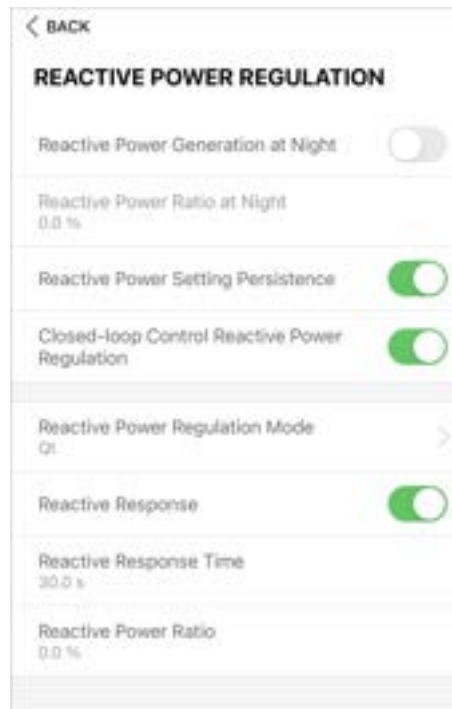 < BACK
REACTIVE POWER REGULATION
Reactive Power Generation at Night
Reactive Power Ratio at Night
0.0 %
Reactive Power Setting Persistence
Closed-loop Control Reactive Power
Regulation
Reactive Power Regulation Mode
Qt
Reactive Response
Reactive Response Time
30.0 s
Reactive Power Ratio
0.0 %